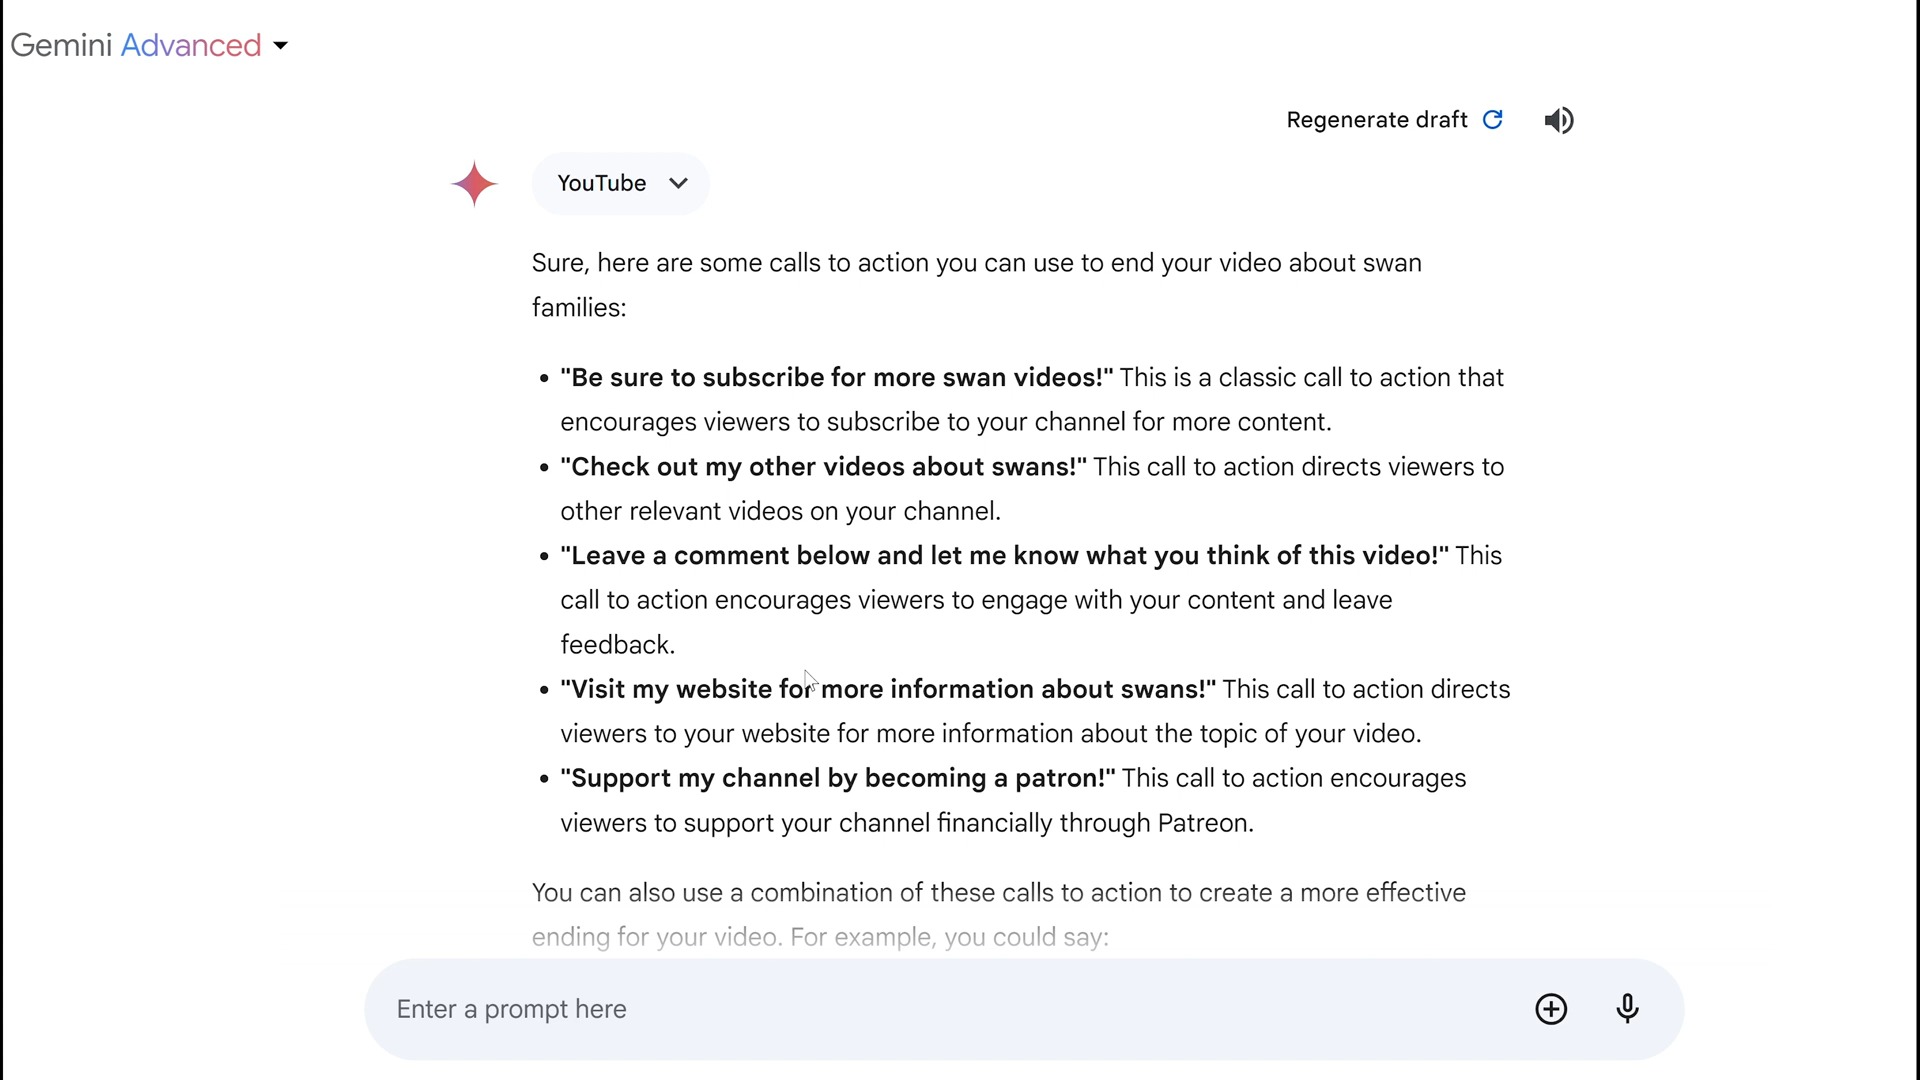 Gemini Advanced
Regenerate draft
YouTube
Sure, here are some calls to action you can use to end your video about swan
families:
• "Be sure to subscribe for more swan videos!" This is a classic call to action that
encourages viewers to subscribe to your channel for more content.
• "Check out my other videos about swans!" This call to action directs viewers to
other relevant videos on your channel.
• "Leave a comment below and let me know what you think of this video!" This
call to action encourages viewers to engage with your content and leave
feedback.
• "Visit my website for more information about swans!" This call to action directs
viewers to your website for more information about the topic of your video.
• "Support my channel by becoming a patron!" This call to action encourages
viewers to support your channel financially through Patreon.
You can also use a combination of these calls to action to create a more effective
ending for your video. For example, you could say:
Enter a prompt here